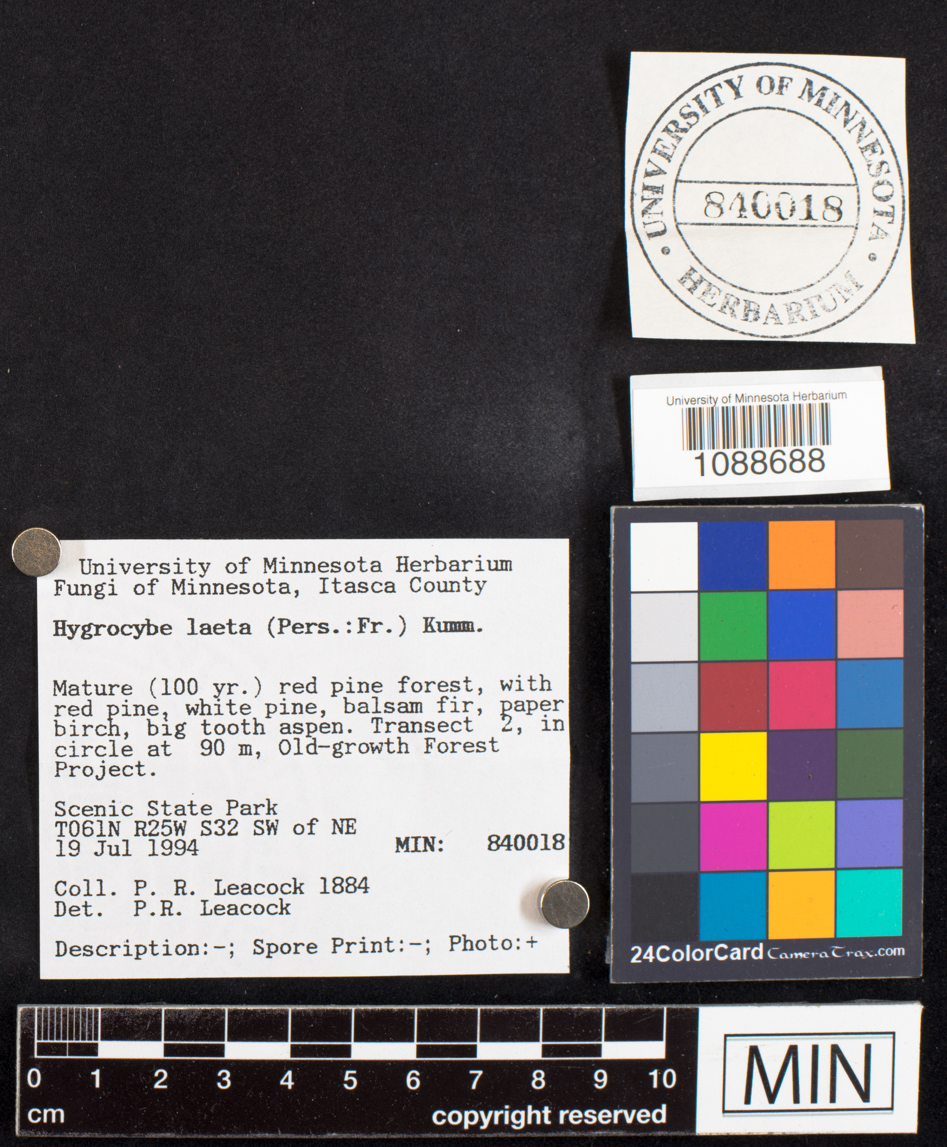 UNIVERSITY OF MINNESOTA
840018
HERBARIUM
University of Minnesota Herbarium
1088688
University of Minnesota Herbarium
Fungi of Minnesota, Itasca County
Hygrocybe laeta (Pers.:Fr.) Kumm.
Mature (100 yr.) red pine forest, with
red pine, white pine, balsam fir, paper
birch, big tooth aspen. Transect 2, in
circle at 90 m, Old-growth Forest
Project.
Scenic State Park
T061N R25W S32 SW of NE
19 Jul 1994 MIN: 840018
Coll. P. R. Leacock 1884
Det. P.R. Leacock
Description:-; Spore Print:-; Photo:+
24ColorCard CameraTrax.com
0 1 2 3 4 5 6 7 8 9 10
cm copyright reserved
MIN